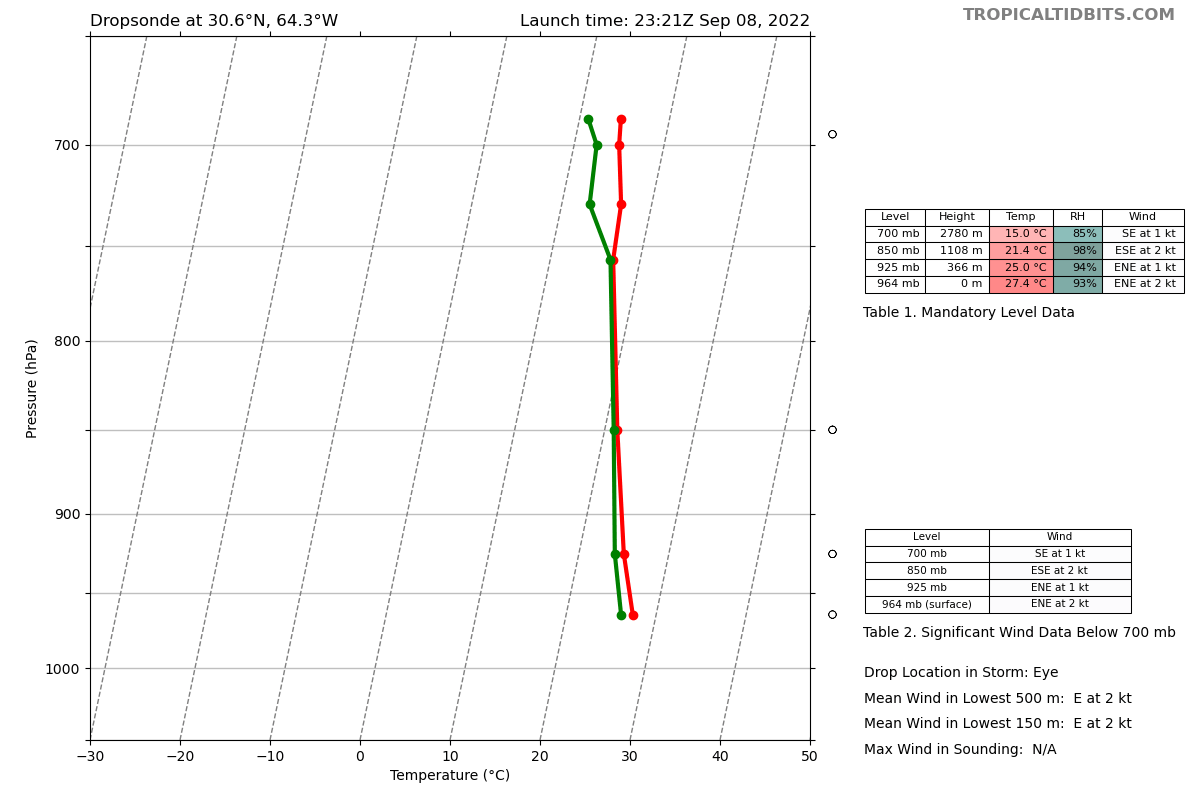 Dropsonde at 30.6°N, 64.3°W
Launch time: 23:21Z Sep 08, 2022
TROPICALTIDBITS.COM
Pressure (hPa)
700
800
900
1000
−30 −20 −10 0 10 20 30 40 50
Temperature (°C)
Level Height Temp RH Wind
700 mb 2780 m 15.0 °C 85% SE at 1 kt
850 mb 1108 m 21.4 °C 98% ESE at 2 kt
925 mb 366 m 25.0 °C 94% ENE at 1 kt
964 mb 0 m 27.4 °C 93% ENE at 2 kt
Table 1. Mandatory Level Data
Level Wind
700 mb SE at 1 kt
850 mb ESE at 2 kt
925 mb ENE at 1 kt
964 mb (surface) ENE at 2 kt
Table 2. Significant Wind Data Below 700 mb
Drop Location in Storm: Eye
Mean Wind in Lowest 500 m: E at 2 kt
Mean Wind in Lowest 150 m: E at 2 kt
Max Wind in Sounding: N/A